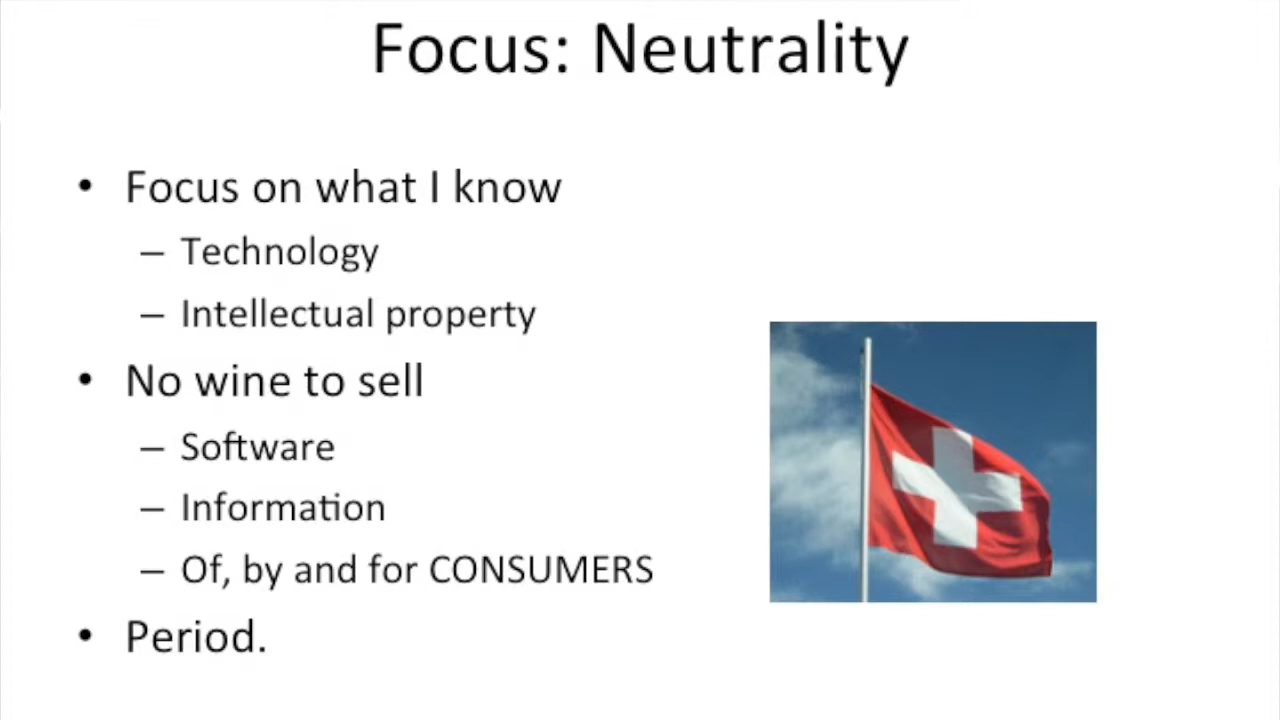 Focus: Neutrality
• Focus on what I know
– Technology
– Intellectual property
• No wine to sell
– Software
– Information
– Of, by and for CONSUMERS
• Period.